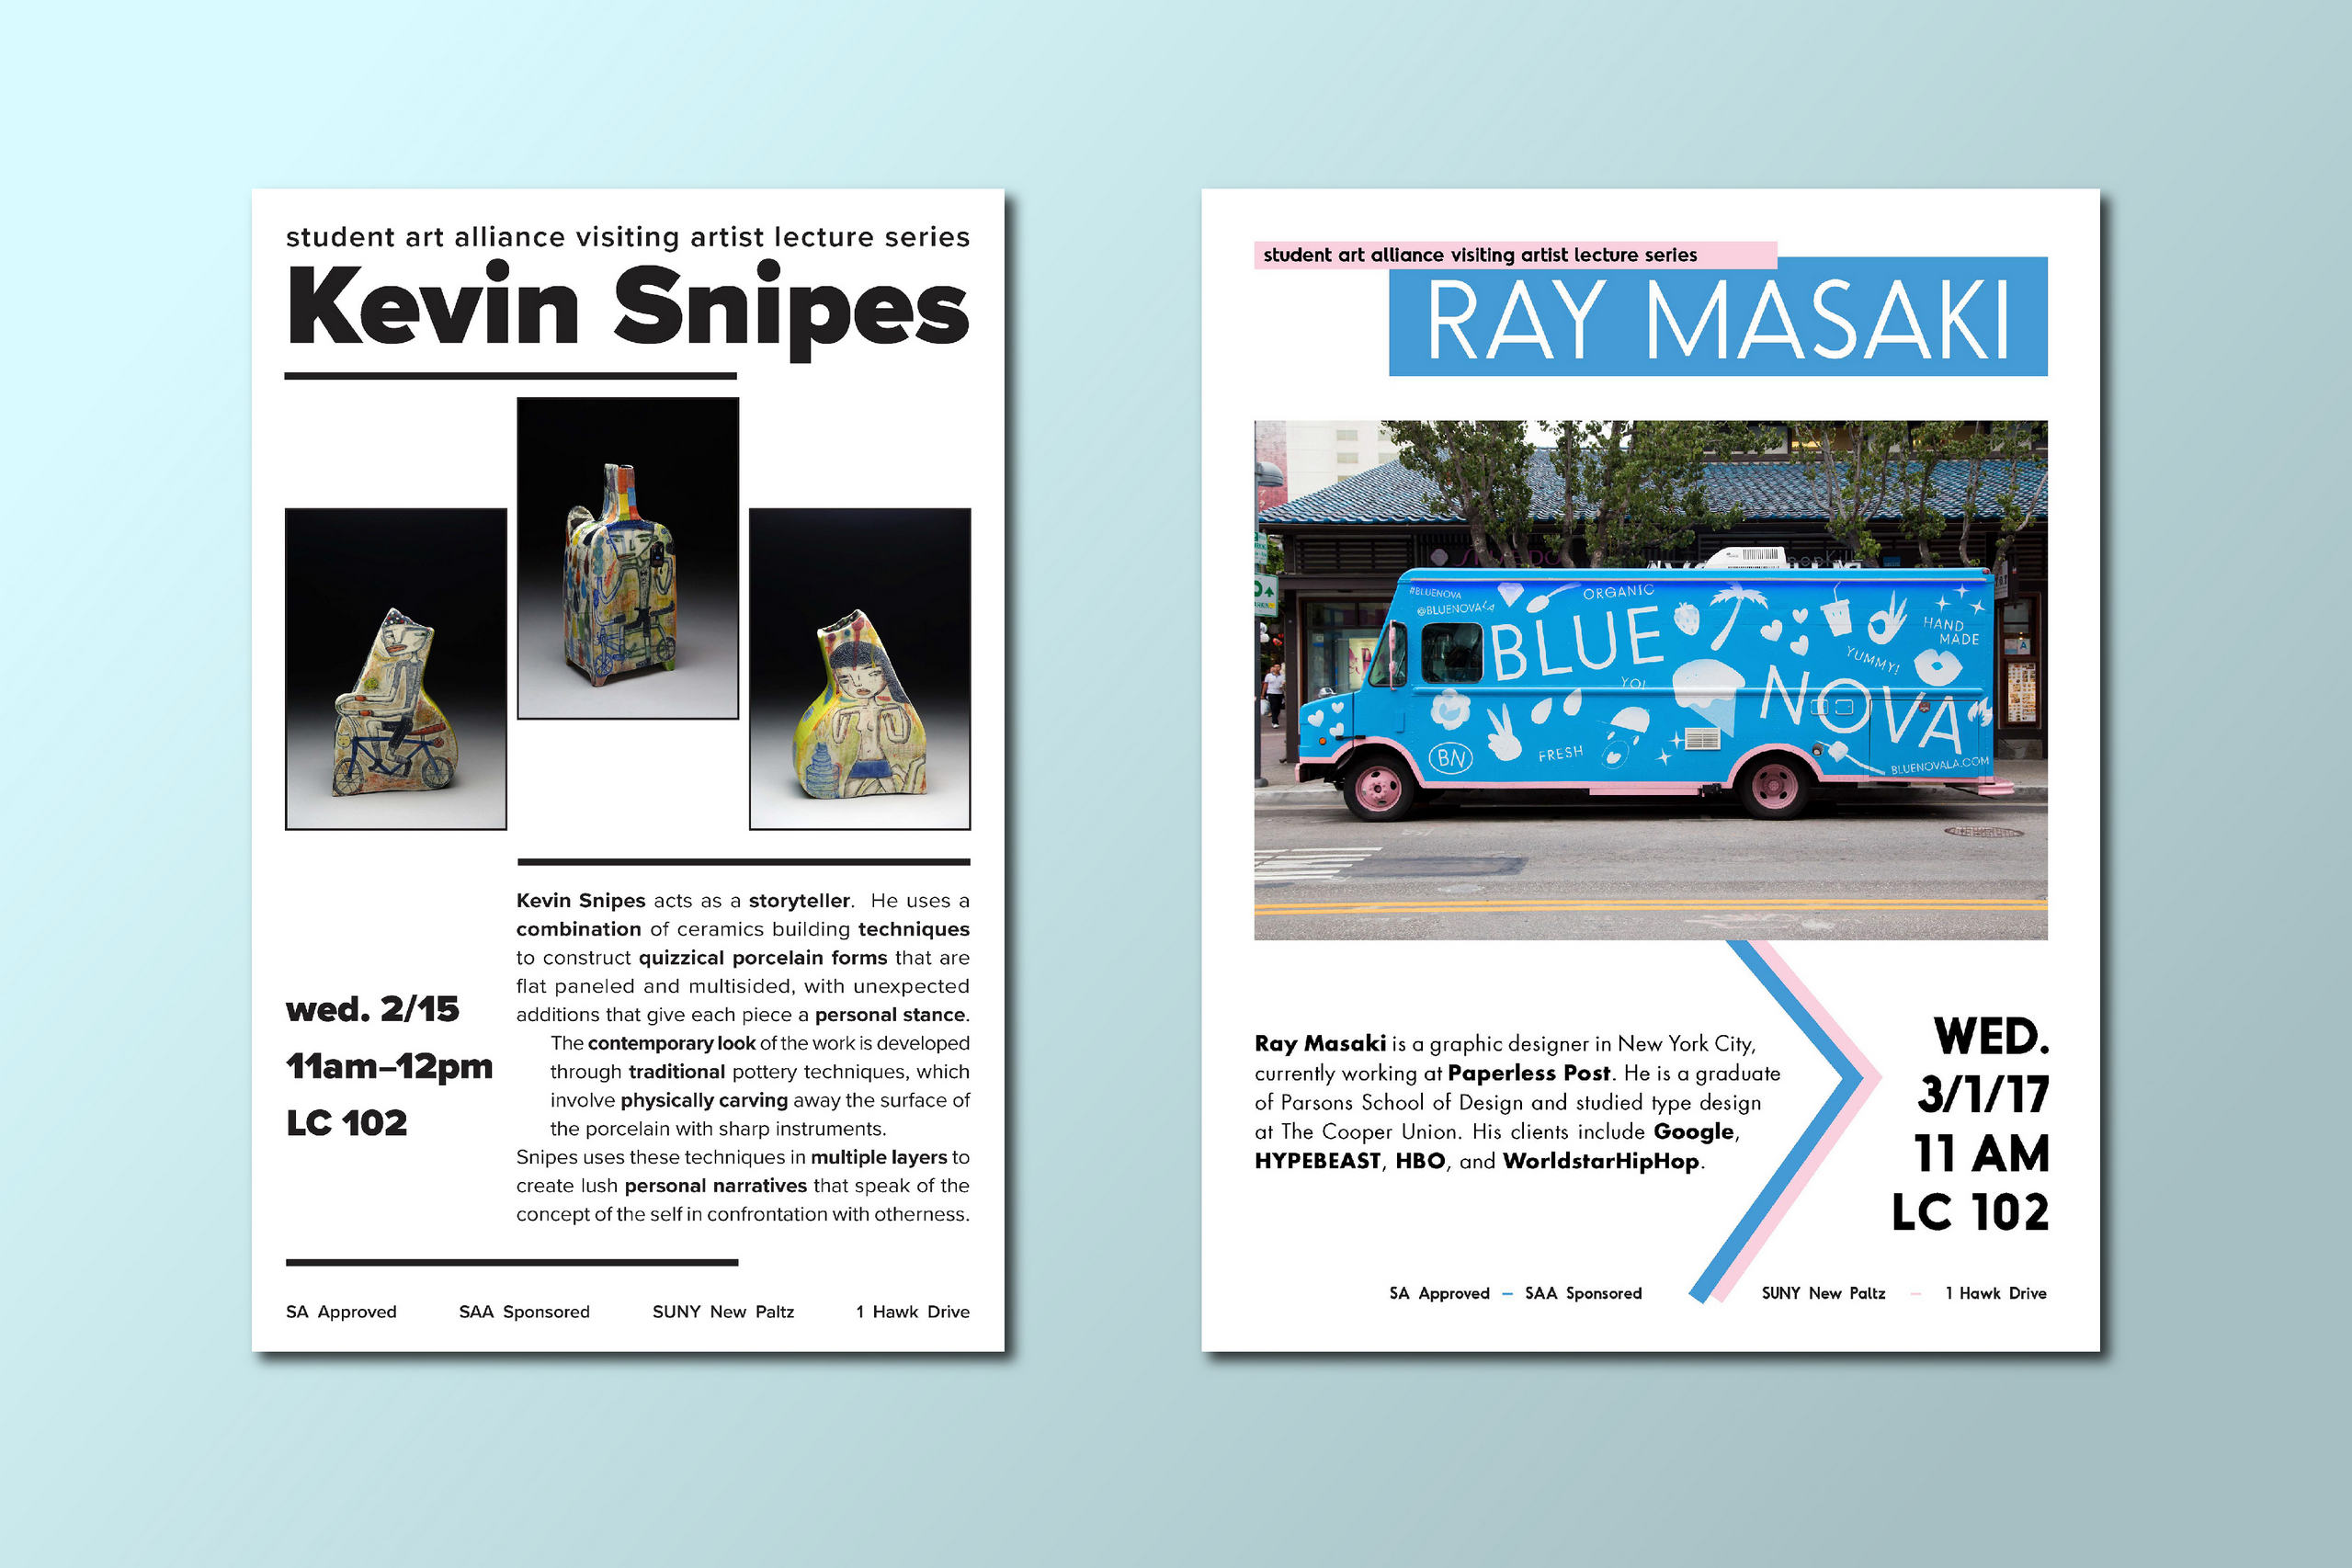 student art alliance visiting artist lecture series
Kevin Snipes
wed. 2/15
11am–12pm
LC 102
Kevin Snipes acts as a storyteller. He uses a
combination of ceramics building techniques
to construct quizzical porcelain forms that are
flat paneled and multisided, with unexpected
additions that give each piece a personal stance.
The contemporary look of the work is developed
through traditional pottery techniques, which
involve physically carving away the surface of
the porcelain with sharp instruments.
Snipes uses these techniques in multiple layers to
create lush personal narratives that speak of the
concept of the self in confrontation with otherness.
SA Approved SAA Sponsored SUNY New Paltz 1 Hawk Drive
student art alliance visiting artist lecture series
RAY MASAKI
#BLUENOVA
@BLUENOVALA
ORGANIC
BLUE
HAND
MADE
YUMMY!
YO!
NOVA
BN
FRESH
BLUENOVALA.COM
Ray Masaki is a graphic designer in New York City,
currently working at Paperless Post. He is a graduate
of Parsons School of Design and studied type design
at The Cooper Union. His clients include Google,
HYPEBEAST, HBO, and WorldstarHipHop.
WED.
3/1/17
11 AM
LC 102
SA Approved — SAA Sponsored SUNY New Paltz — 1 Hawk Drive